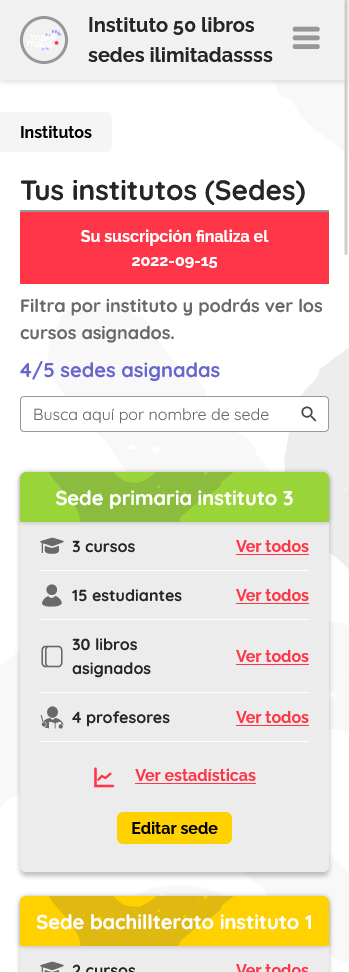 Instituto 50 libros
sedes ilimitadassss
Institutos
Tus institutos (Sedes)
Su suscripción finaliza el
2022-09-15
Filtra por instituto y podrás ver los
cursos asignados.
4/5 sedes asignadas
Busca aquí por nombre de sede
Sede primaria instituto 3
3 cursos Ver todos
15 estudiantes Ver todos
30 libros
asignados Ver todos
4 profesores Ver todos
Ver estadísticas
Editar sede
Sede bachillterato instituto 1
2 cursos Ver todos